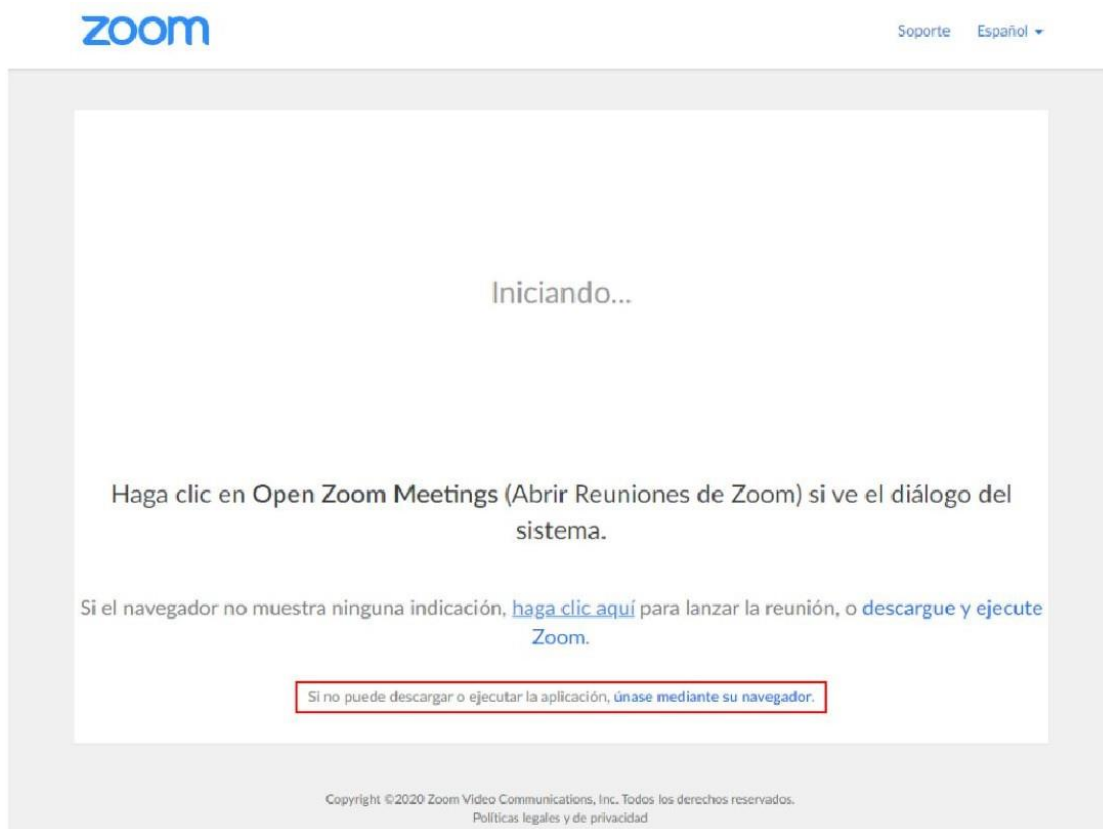 zoom
Soporte Español
Iniciando...
Haga clic en Open Zoom Meetings (Abrir Reuniones de Zoom) si ve el diálogo del
sistema.
Si el navegador no muestra ninguna indicación, haga clic aquí para lanzar la reunión, o descargue y ejecute
Zoom.
Si no puede descargar o ejecutar la aplicación, únase mediante su navegador.
Copyright ©2020 Zoom Video Communications, Inc. Todos los derechos reservados.
Políticas legales y de privacidad